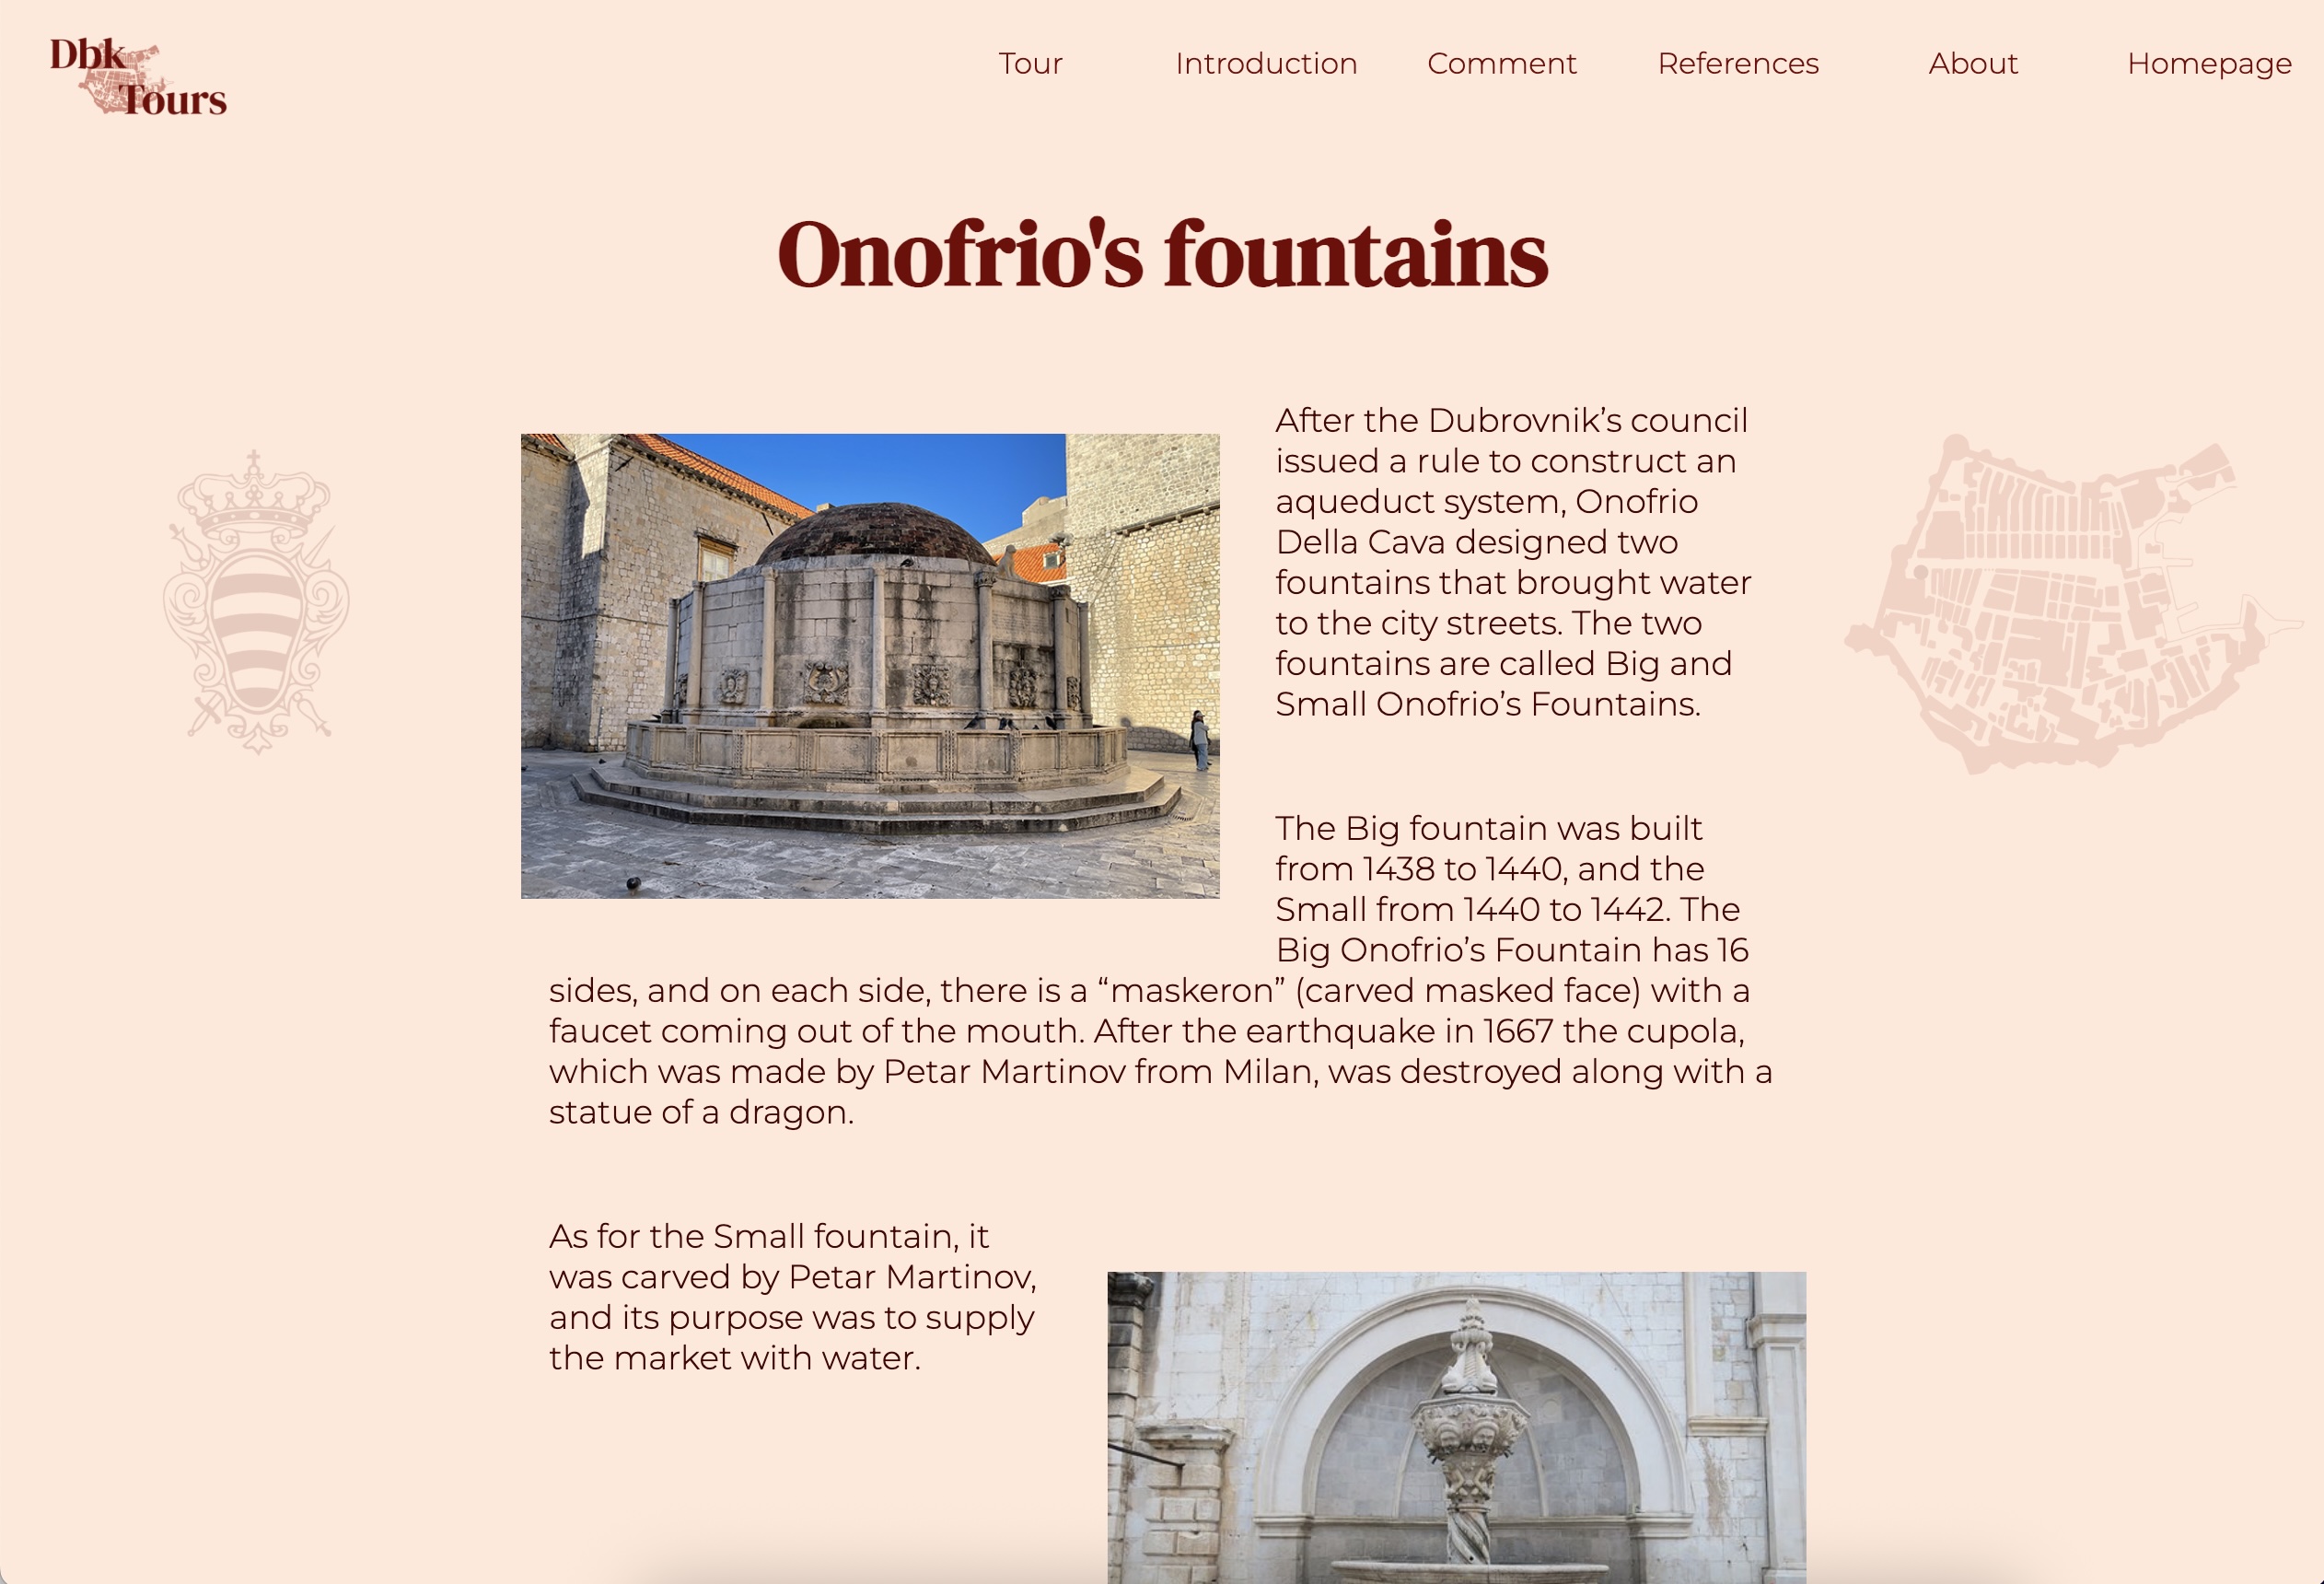 Dbk
Tours
Tour Introduction Comment References About Homepage
Onofrio's fountains
After the Dubrovnik’s council
issued a rule to construct an
aqueduct system, Onofrio
Della Cava designed two
fountains that brought water
to the city streets. The two
fountains are called Big and
Small Onofrio’s Fountains.
The Big fountain was built
from 1438 to 1440, and the
Small from 1440 to 1442. The
Big Onofrio’s Fountain has 16
sides, and on each side, there is a “maskeron” (carved masked face) with a
faucet coming out of the mouth. After the earthquake in 1667 the cupola,
which was made by Petar Martinov from Milan, was destroyed along with a
statue of a dragon.
As for the Small fountain, it
was carved by Petar Martinov,
and its purpose was to supply
the market with water.